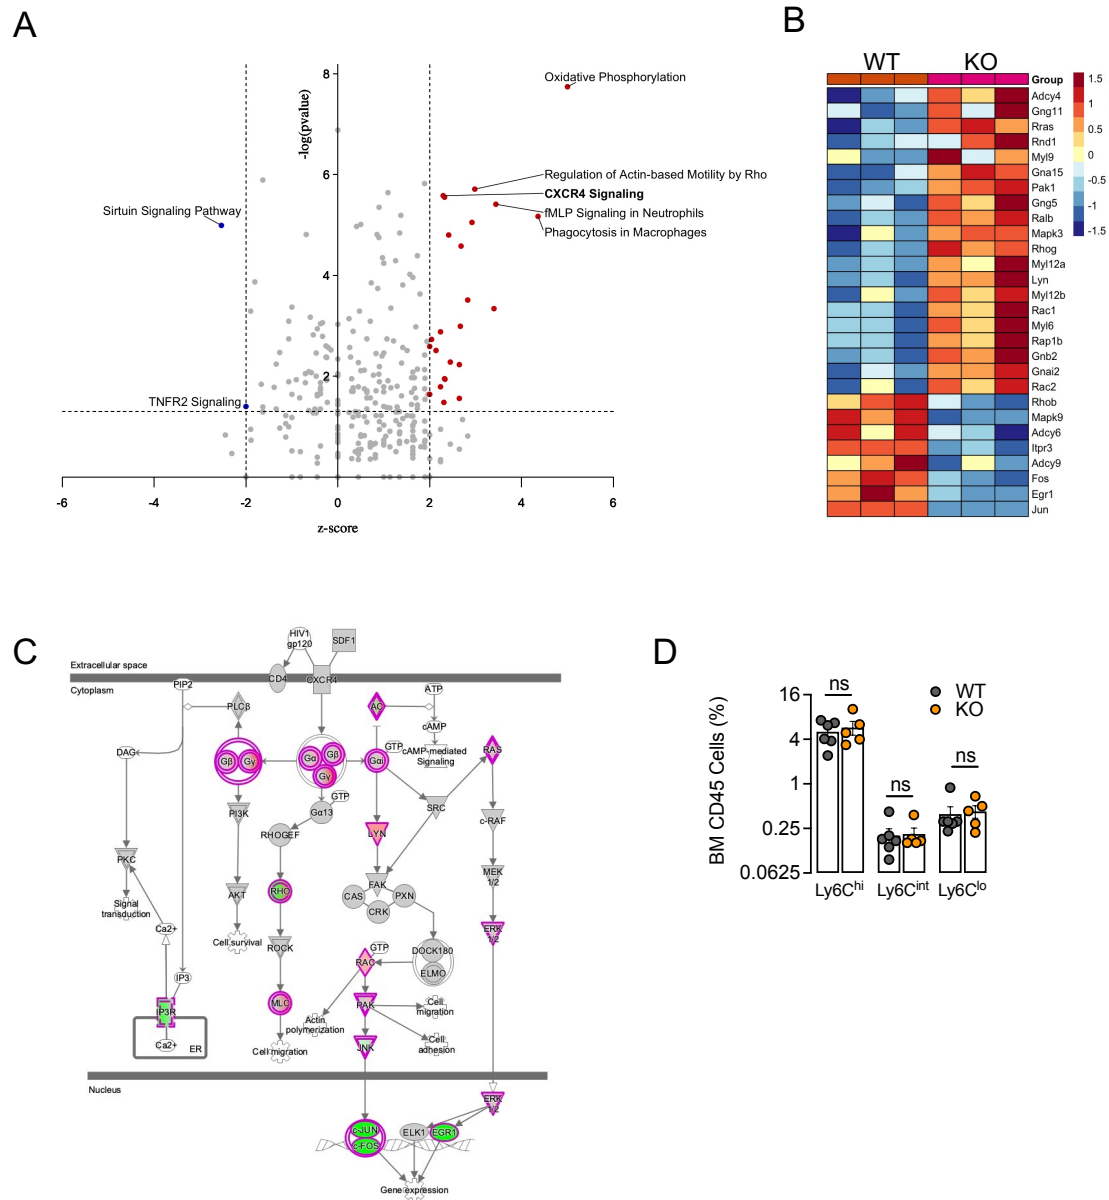 A
8
6
4
2
-log(pvalue)
-6
-4
-2
0
2
4
6
z-score
Oxidative Phosphorylation
Regulation of Actin-based Motility by Rho
CXCR4 Signaling
fMLP Signaling in Neutrophils
Phagocytosis in Macrophages
Sirtuin Signaling Pathway
TNFR2 Signaling
B
WT KO
Group
Adcy4
Gng11
Rras
Rnd1
Myl9
Gna15
Pak1
Gng5
Ralb
Mapk3
Rhog
Myl12a
Lyn
Myl12b
Rac1
Myl6
Rap1b
Gnb2
Gnai2
Rac2
Rhob
Mapk9
Adcy6
Itpr3
Adcy9
Fos
Egr1
Jun
1.5
1
0.5
0
-0.5
-1
-1.5
C
Extracellular space
Cytoplasm
HIV1
gp120
SDF1
CD4
CXCR4
PIP2
PLCβ
AC
ATP
cAMP
cAMP-mediated
Signaling
DAG
Gβ
Gγ
Gα
Gβ
Gγ
Gαi
GTP
RAS
GTP
Gα13
PI3K
SRC
c-RAF
RHOGEF
LYN
PKC
AKT
RHO
FAK
CAS
PXN
CRK
MEK
1/2
Signal
transduction
Ca2+
Cell survival
ROCK
GTP
RAC
DOCK180
ELMO
ERK
1/2
IP3
IP3R
MLC
PAK
Cell
migration
Actin
polymerization
Ca2+
ER
Cell migration
JNK
Cell
adhesion
Nucleus
ERK
1/2
c-JUN
c-FOS
ELK1
EGR1
Gene expression
D
BM CD45 Cells (%)
16
4
1
0.25
0.0625
ns
ns
ns
WT
KO
Ly6Chi
Ly6Cint
Ly6Clo